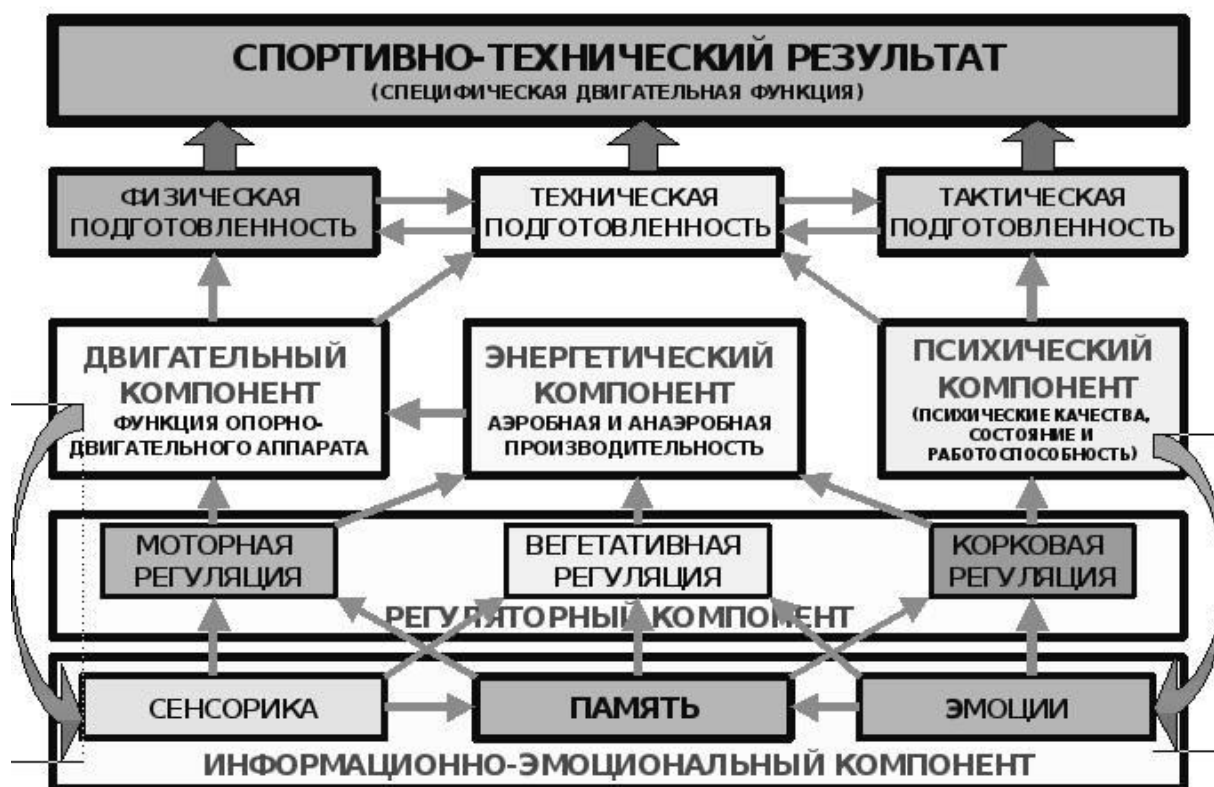 СПОРТИВНО-ТЕХНИЧЕСКИЙ РЕЗУЛЬТАТ
(СПЕЦИФИЧЕСКАЯ ДВИГАТЕЛЬНАЯ ФУНКЦИЯ)
ФИЗИЧЕСКАЯ
ПОДГОТОВЛЕННОСТЬ
ТЕХНИЧЕСКАЯ
ПОДГОТОВЛЕННОСТЬ
ТАКТИЧЕСКАЯ
ПОДГОТОВЛЕННОСТЬ
ДВИГАТЕЛЬНЫЙ
КОМПОНЕНТ
ФУНКЦИЯ ОПОРНО-
ДВИГАТЕЛЬНОГО АППАРАТА
ЭНЕРГЕТИЧЕСКИЙ
КОМПОНЕНТ
АЭРОБНАЯ И АНАЭРОБНАЯ
ПРОИЗВОДИТЕЛЬНОСТЬ
ПСИХИЧЕСКИЙ
КОМПОНЕНТ
(ПСИХИЧЕСКИЕ КАЧЕСТВА,
СОСТОЯНИЕ И
РАБОТОСПОСОБНОСТЬ)
МОТОРНАЯ
РЕГУЛЯЦИЯ
ВЕГЕТАТИВНАЯ
РЕГУЛЯЦИЯ
КОРКОВАЯ
РЕГУЛЯЦИЯ
РЕГУЛЯТОРНЫЙ КОМПОНЕНТ
СЕНСОРИКА
ПАМЯТЬ
ЭМОЦИИ
ИНФОРМАЦИОННО-ЭМОЦИОНАЛЬНЫЙ КОМПОНЕНТ